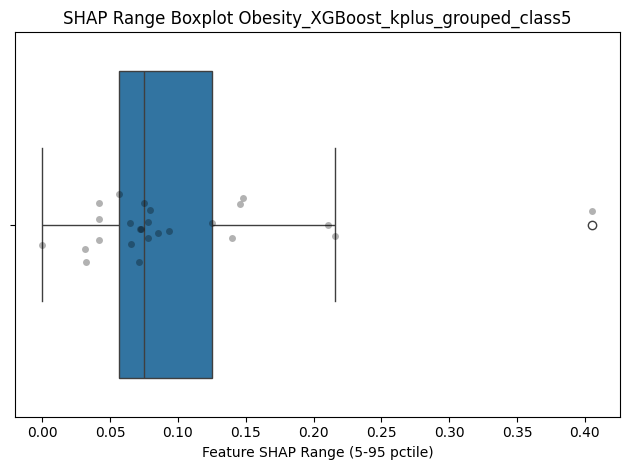 SHAP Range Boxplot Obesity_XGBoost_kplus_grouped_class5
0.00 0.05 0.10 0.15 0.20 0.25 0.30 0.35 0.40
Feature SHAP Range (5-95 pctile)